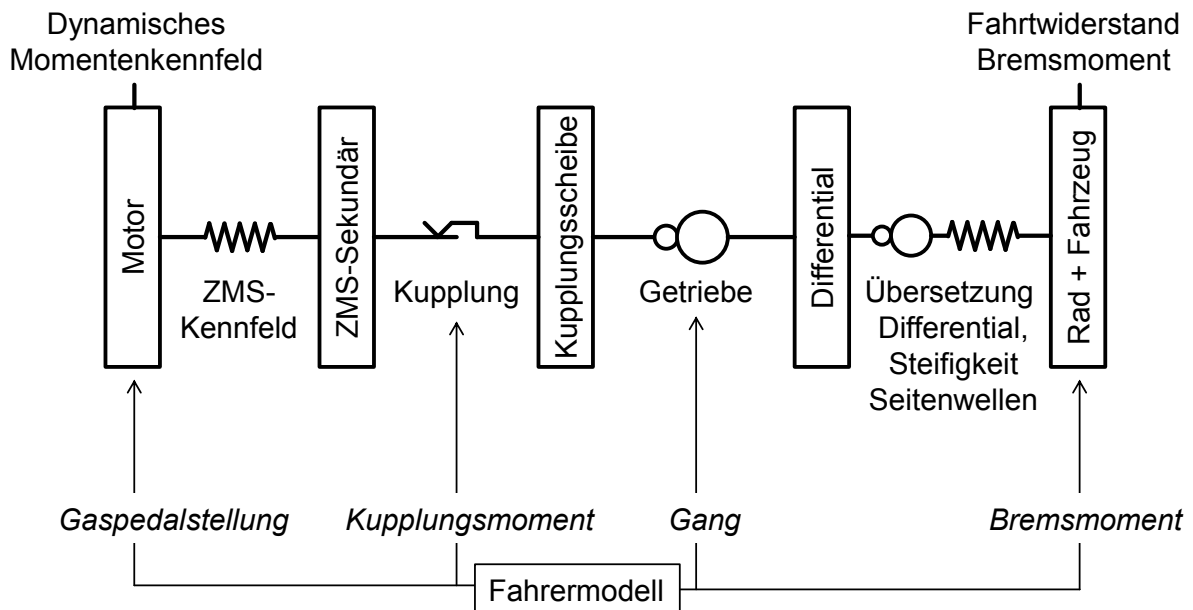 Dynamisches
Momentenkennfeld
Fahrtwiderstand
Bremsmoment
Motor
ZMS-Sekundär
Kupplungsscheibe
Differential
Rad + Fahrzeug
ZMS-
Kennfeld
Kupplung
Getriebe
Übersetzung
Differential,
Steifigkeit
Seitenwellen
Gaspedalstellung
Kupplungsmoment
Gang
Bremsmoment
Fahrermodell